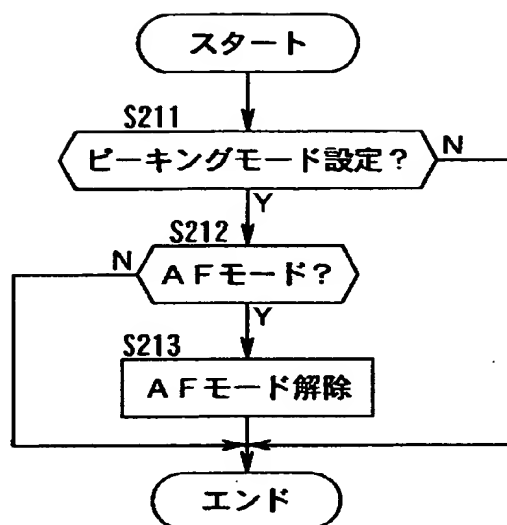 スタート
S211
ピーキングモード設定?
N
Y
S212
N
AFモード?
Y
S213
AFモード解除
エンド